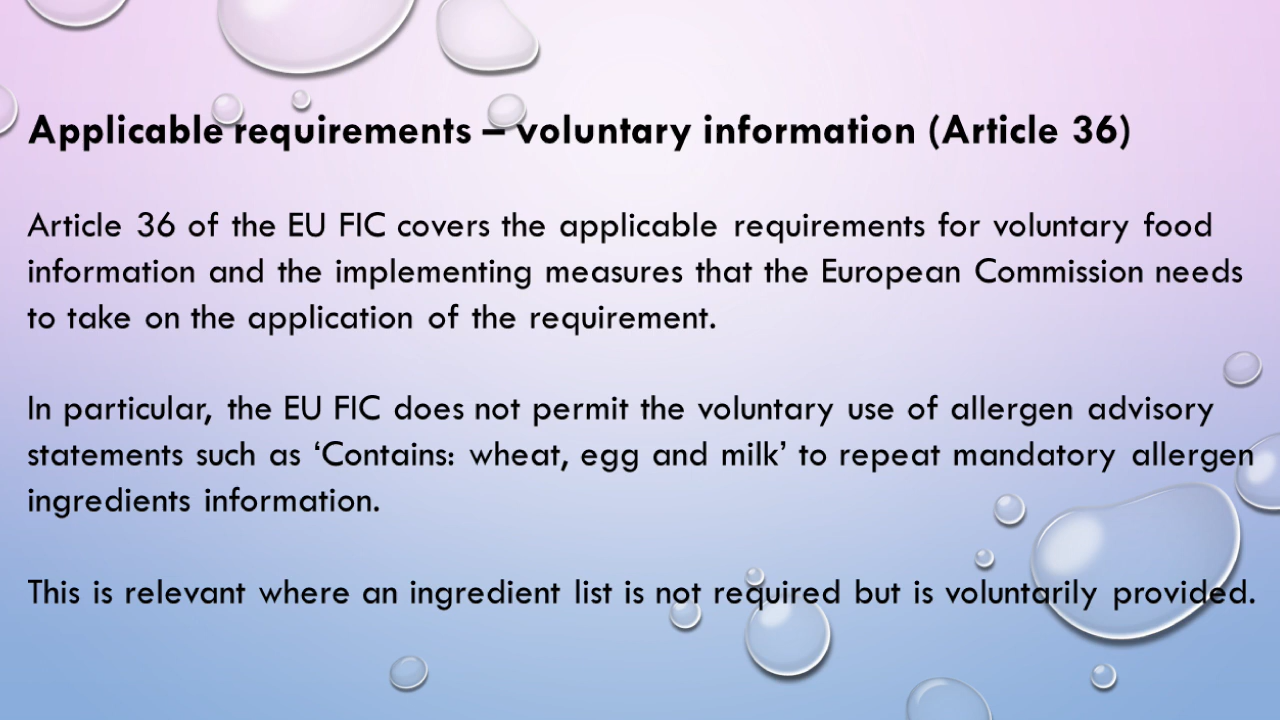 Applicable requirements – voluntary information (Article 36)
Article 36 of the EU FIC covers the applicable requirements for voluntary food
information and the implementing measures that the European Commission needs
to take on the application of the requirement.
In particular, the EU FIC does not permit the voluntary use of allergen advisory
statements such as ‘Contains: wheat, egg and milk’ to repeat mandatory allergen
ingredients information.
This is relevant where an ingredient list is not required but is voluntarily provided.